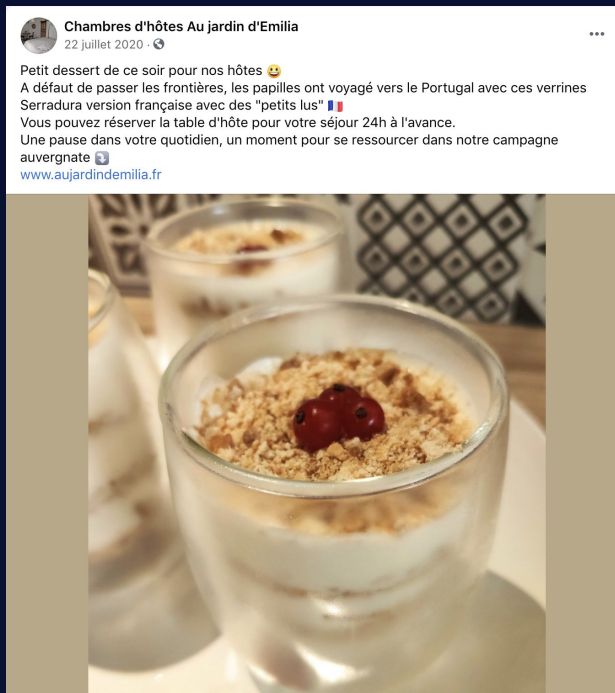 Chambres d'hôtes Au jardin d'Emilia
22 juillet 2020 ·
Petit dessert de ce soir pour nos hôtes 😀
A défaut de passer les frontières, les papilles ont voyagé vers le Portugal avec ces verrines
Serradura version française avec des "petits lus" 🇫🇷
Vous pouvez réserver la table d'hôte pour votre séjour 24h à l'avance.
Une pause dans votre quotidien, un moment pour se ressourcer dans notre campagne
auvergnate ⤵️
www.aujardindemilia.fr